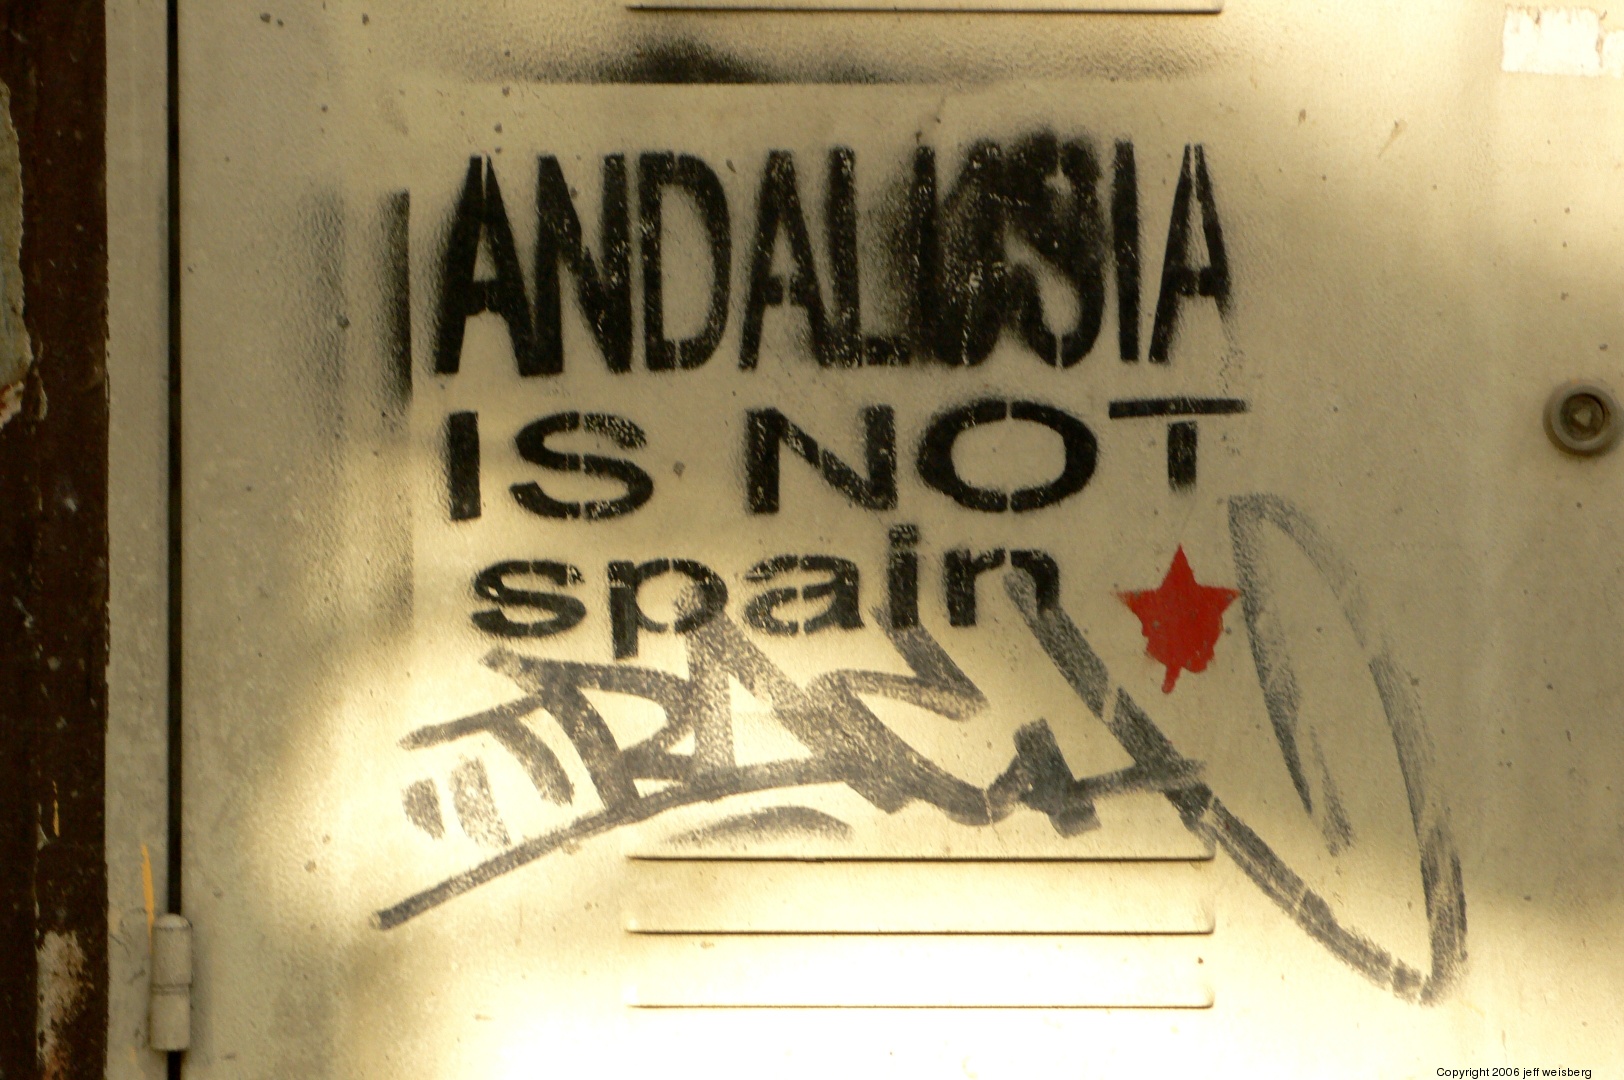 ANDALUSIA
IS NOT
spain
Copyright 2006 jeff weisberg